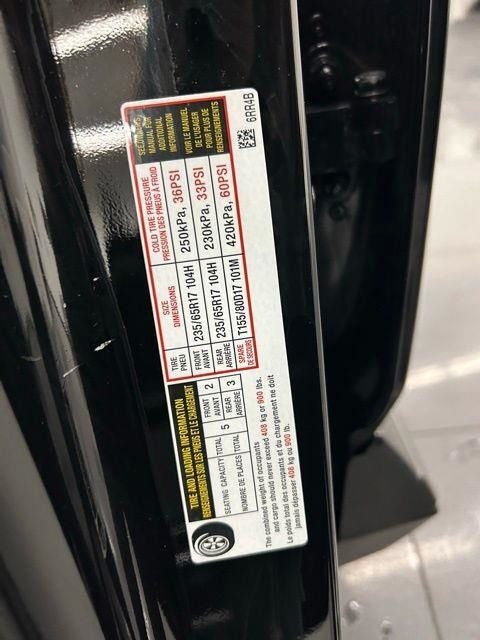 TIRE AND LOADING INFORMATION
RENSEIGNEMENTS SUR LES PNEUS ET LE CHARGEMENT
SEATING CAPACITY
NOMBRE DE PLACES
TOTAL 5
TOTAL
FRONT 2
AVANT
REAR 3
ARRIÈRE
The combined weight of occupants
and cargo should never exceed 408 kg or 900 lbs.
Le poids total des occupants et du chargement ne doit
jamais dépasser 408 kg ou 900 lb.
TIRE
PNEU
SIZE
DIMENSIONS
COLD TIRE PRESSURE
PRESSION DES PNEUS À FROID
FRONT
AVANT
235/65R17 104H
250kPa, 36PSI
REAR
ARRIÈRE
235/65R17 104H
230kPa, 33PSI
SPARE
DE SECOURS
T155/80D17 101M
420kPa, 60PSI
SEE OWNER'S
MANUAL FOR
ADDITIONAL
INFORMATION
VOIR LE MANUEL
DE L'USAGER
POUR PLUS DE
RENSEIGNEMENTS
6RR4B